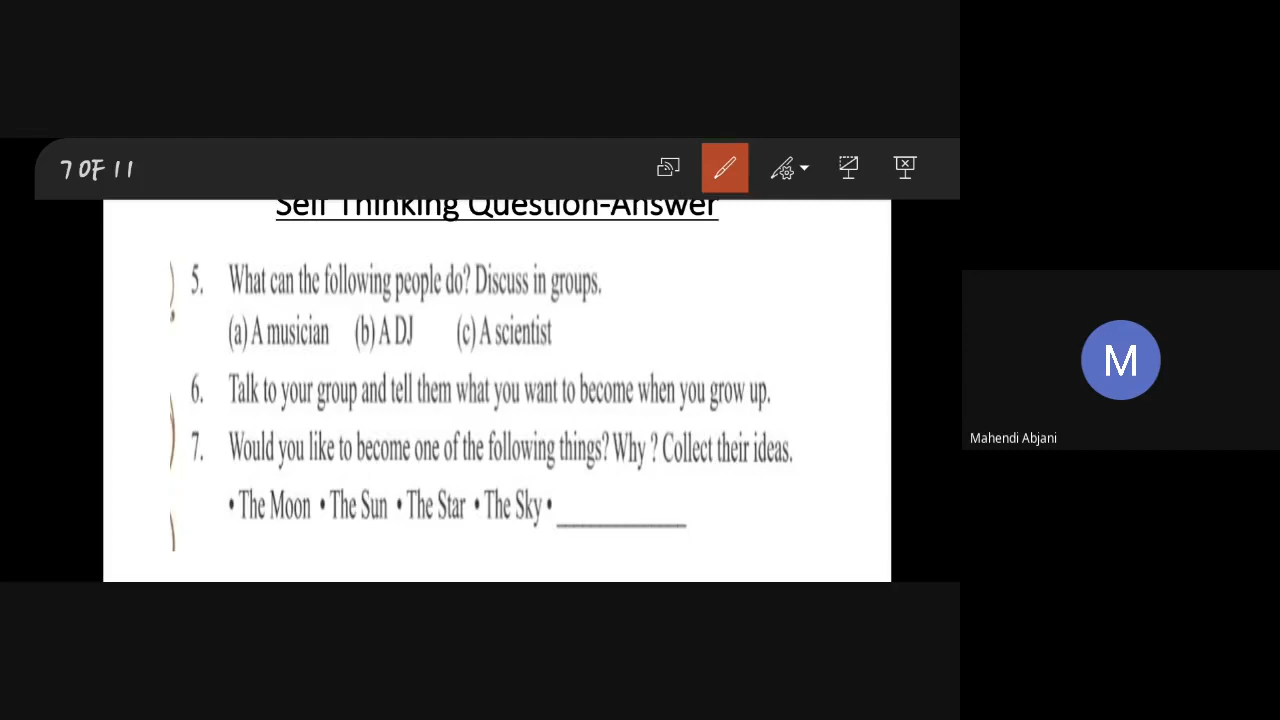 7 OF 11
Self Thinking Question-Answer
5. What can the following people do? Discuss in groups.
(a) A musician (b) A DJ (c) A scientist
6. Talk to your group and tell them what you want to become when you grow up.
7. Would you like to become one of the following things? Why ? Collect their ideas.
• The Moon • The Sun • The Star • The Sky • ______________
M
Mahendi Abjani